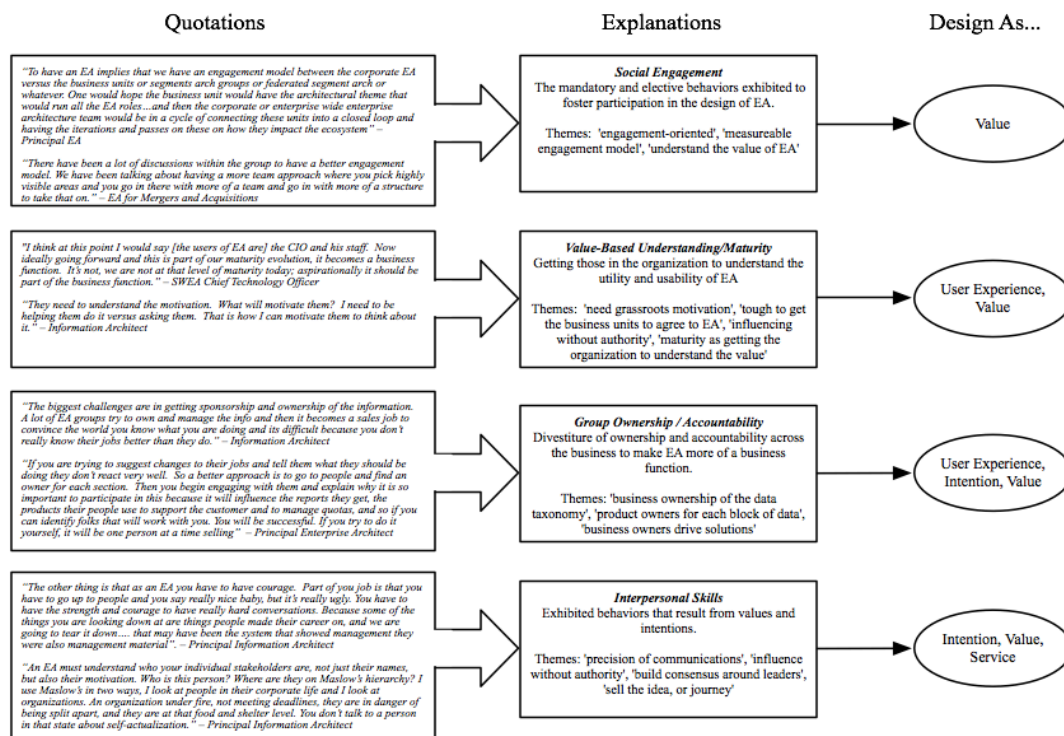 Quotations
Explanations
Design As...
"To have an EA implies that we have an engagement model between the corporate EA
versus the business units or segments arch groups or federated segment arch or
whatever. One would hope the business unit would have the architectural theme that
would run all the EA roles…and then the corporate or enterprise wide enterprise
architecture team would be in a cycle of connecting these units into a closed loop and
having the iterations and passes on these on how they impact the ecosystem" –
Principal EA
"There have been a lot of discussions within the group to have a better engagement
model. We have been talking about having a more team approach where you pick highly
visible areas and you go in there with more of a team and go in with more of a structure
to take that on." – EA for Mergers and Acquisitions
Social Engagement
The mandatory and elective behaviors exhibited to
foster participation in the design of EA.
Themes: 'engagement-oriented', 'measureable
engagement model', 'understand the value of EA'
Value
"I think at this point I would say [the users of EA are] the CIO and his staff. Now
ideally going forward and this is part of our maturity evolution, it becomes a business
function. It's not, we are not at that level of maturity today; aspirationally it should be
part of the business function." – SWEA Chief Technology Officer
"They need to understand the motivation. What will motivate them? I need to be
helping them do it versus asking them. That is how I can motivate them to think about
it." – Information Architect
Value-Based Understanding/Maturity
Getting those in the organization to understand the
utility and usability of EA
Themes: 'need grassroots motivation', 'tough to get
the business units to agree to EA', 'influencing
without authority', 'maturity as getting the
organization to understand the value'
User Experience,
Value
"The biggest challenges are in getting sponsorship and ownership of the information.
A lot of EA groups try to own and manage the info and then it becomes a sales job to
convince the world you know what you are doing and its difficult because you don't
really know their jobs better than they do." – Information Architect
"If you are trying to suggest changes to their jobs and tell them what they should be
doing they don't react very well. So a better approach is to go to people and find an
owner for each section. Then you begin engaging with them and explain why it is so
important to participate in this because it will influence the reports they get, the
products their people use to support the customer and to manage quotas, and so if you
can identify folks that will work with you. You will be successful. If you try to do it
yourself, it will be one person at a time selling" – Principal Enterprise Architect
Group Ownership / Accountability
Divestiture of ownership and accountability across
the business to make EA more of a business
function.
Themes: 'business ownership of the data
taxonomy', 'product owners for each block of data',
'business owners drive solutions'
User Experience,
Intention, Value
"The other thing is that as an EA you have to have courage. Part of you job is that you
have to go up to people and you say really nice baby, but it's really ugly. You have to
have the strength and courage to have really hard conversations. Because some of the
things you are looking down at are things people made their career on, and we are
going to tear it down…. that may have been the system that showed management they
were also management material". – Principal Information Architect
"An EA must understand who your individual stakeholders are, not just their names,
but also their motivation. Who is this person? Where are they on Maslow's hierarchy? I
use Maslow's in two ways, I look at people in their corporate life and I look at
organizations. An organization under fire, not meeting deadlines, they are in danger of
being split apart, and they are at that food and shelter level. You don't talk to a person
in that state about self-actualization." – Principal Information Architect
Interpersonal Skills
Exhibited behaviors that result from values and
intentions.
Themes: 'precision of communications', 'influence
without authority', 'build consensus around leaders',
'sell the idea, or journey'
Intention, Value,
Service